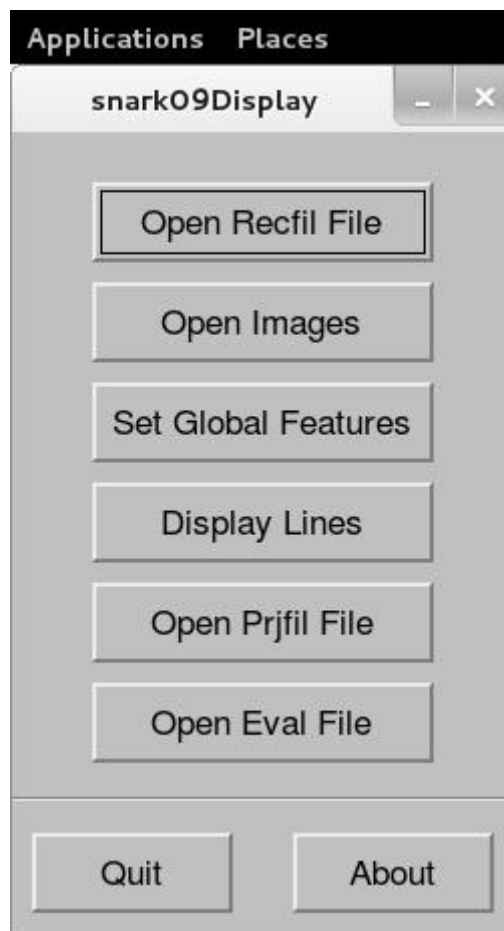 Applications Places
snark09Display
Open Recfil File
Open Images
Set Global Features
Display Lines
Open Prjfil File
Open Eval File
Quit About